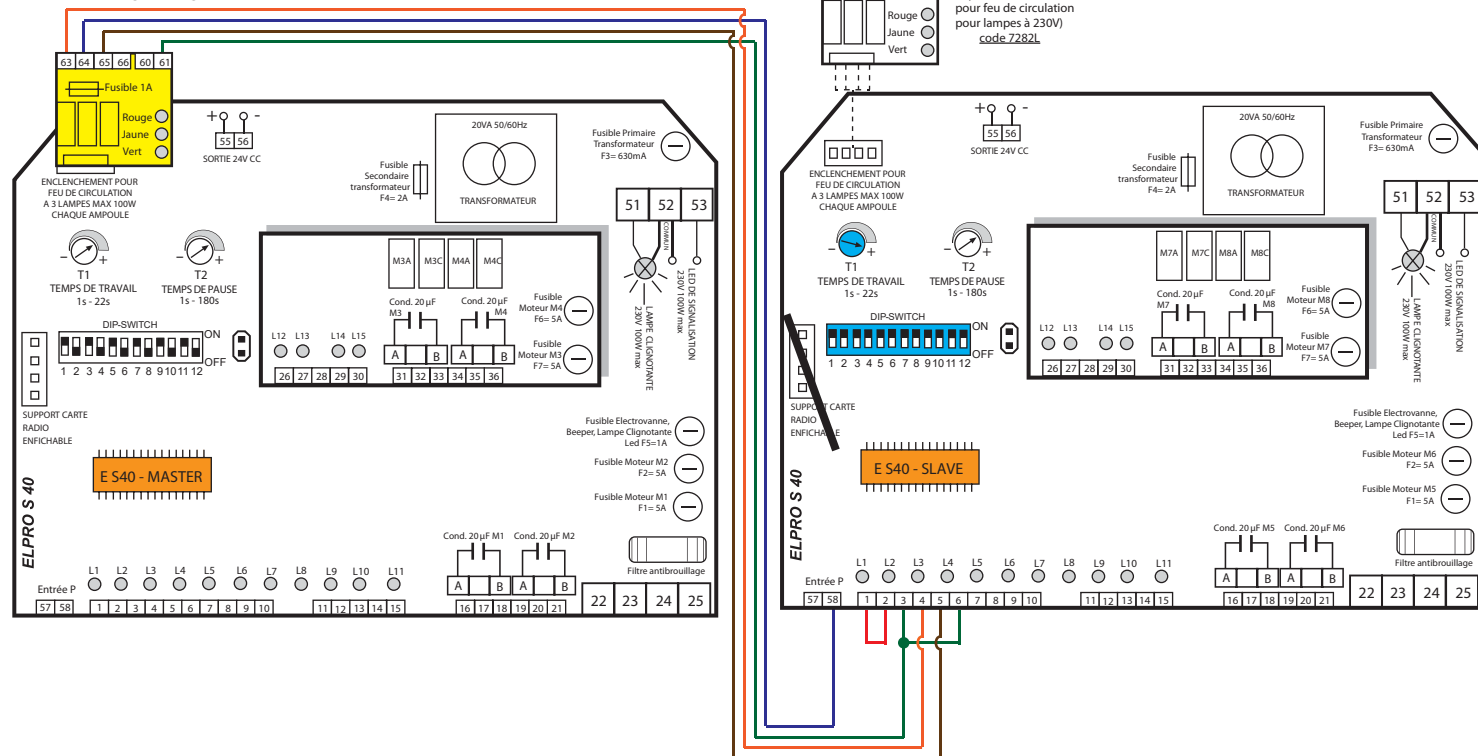 63 64 65 66 60 61
Fusible 1A
Rouge
Jaune
Vert
ENCLENCHEMENT POUR
FEU DE CIRCULATION
A 3 LAMPES MAX 100W
CHAQUE AMPOULE
+ -
55 56
SORTIE 24V CC
20VA 50/60Hz
TRANSFORMATEUR
Fusible
Secondaire
transformateur
F4= 2A
Fusible Primaire
Transformateur
F3= 630mA
51 52 53
COMMUN
LAMPE CLIGNOTANTE
230V 100W max
LED DE SIGNALISATION
230V 100W max
- +
T1
TEMPS DE TRAVAIL
1s - 22s
- +
T2
TEMPS DE PAUSE
1s - 180s
DIP-SWITCH
ON
OFF
1 2 3 4 5 6 7 8 9 10 11 12
M3A M3C M4A M4C
Cond. 20 µF
M3
Cond. 20 µF
M4
Fusible
Moteur M4
F6= 5A
Fusible
Moteur M3
F7= 5A
L12 L13 L14 L15
A B A B
26 27 28 29 30
31 32 33 34 35 36
SUPPORT CARTE
RADIO
ENFICHABLE
E S40 - MASTER
ELPRO S 40
Fusible Electrovanne,
Beeper, Lampe Clignotante
Led F5=1A
Fusible Moteur M2
F2= 5A
Fusible Moteur M1
F1= 5A
Cond. 20 µF M1 Cond. 20 µF M2
A B A B
Filtre antibrouillage
Entrée P
L1 L2 L3 L4 L5 L6 L7 L8 L9 L10 L11
57 58 1 2 3 4 5 6 7 8 9 10 11 12 13 14 15 16 17 18 19 20 21 22 23 24 25
Rouge
Jaune
Vert
pour feu de circulation
pour lampes à 230V)
code 7282L
ENCLENCHEMENT POUR
FEU DE CIRCULATION
A 3 LAMPES MAX 100W
CHAQUE AMPOULE
+ -
55 56
SORTIE 24V CC
20VA 50/60Hz
TRANSFORMATEUR
Fusible
Secondaire
transformateur
F4= 2A
Fusible Primaire
Transformateur
F3= 630mA
51 52 53
COMMUN
LAMPE CLIGNOTANTE
230V 100W max
LED DE SIGNALISATION
230V 100W max
- +
T1
TEMPS DE TRAVAIL
1s - 22s
- +
T2
TEMPS DE PAUSE
1s - 180s
DIP-SWITCH
ON
OFF
1 2 3 4 5 6 7 8 9 10 11 12
M7A M7C M8A M8C
Cond. 20 µF
M7
Cond. 20 µF
M8
Fusible
Moteur M8
F6= 5A
Fusible
Moteur M7
F7= 5A
L12 L13 L14 L15
A B A B
26 27 28 29 30
31 32 33 34 35 36
SUPPORT CARTE
RADIO
ENFICHABLE
E S40 - SLAVE
ELPRO S 40
Fusible Electrovanne,
Beeper, Lampe Clignotante
Led F5=1A
Fusible Moteur M6
F2= 5A
Fusible Moteur M5
F1= 5A
Cond. 20 µF M5 Cond. 20 µF M6
A B A B
Filtre antibrouillage
Entrée P
L1 L2 L3 L4 L5 L6 L7 L8 L9 L10 L11
57 58 1 2 3 4 5 6 7 8 9 10 11 12 13 14 15 16 17 18 19 20 21 22 23 24 25